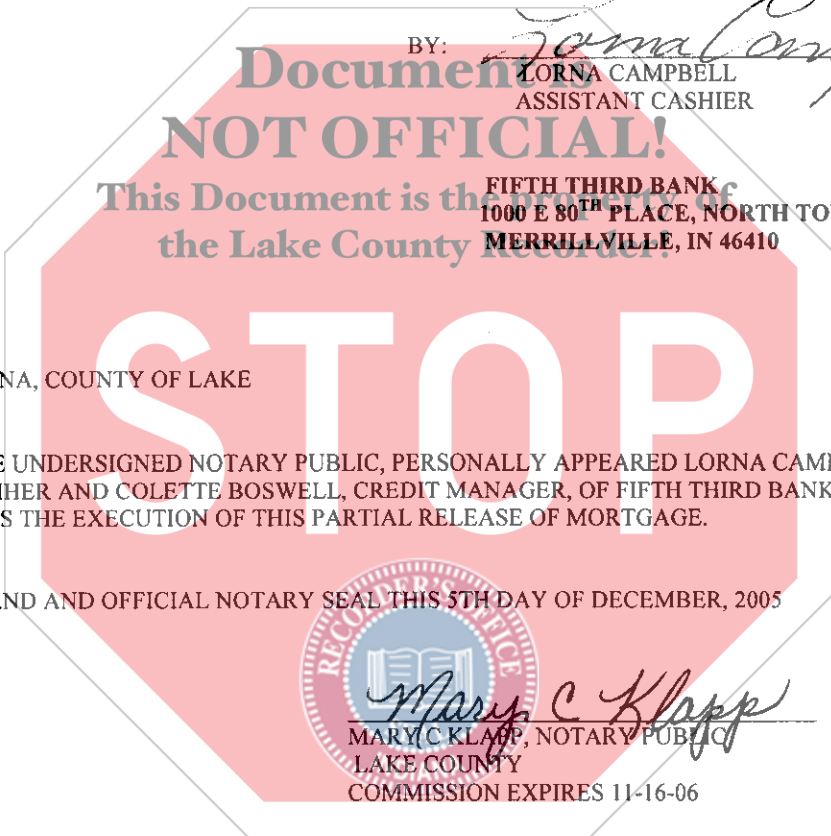 BY: Lorna
LORNA CAMPBELL
ASSISTANT CASHIER
Document is
NOT OFFICIAL!
This Document is the property of
the Lake County Recorder!
FIFTH THIRD BANK
1000 E 80TH PLACE, NORTH TO
MERRILLVILLE, IN 46410
STOP
NA, COUNTY OF LAKE
E UNDERSIGNED NOTARY PUBLIC, PERSONALLY APPEARED LORNA CAMP
IHER AND COLETTE BOSWELL, CREDIT MANAGER, OF FIFTH THIRD BANK
S THE EXECUTION OF THIS PARTIAL RELEASE OF MORTGAGE.
AND AND OFFICIAL NOTARY SEAL THIS 5TH DAY OF DECEMBER, 2005
RECORDER'S OFFICE
Mary C Klapp
MARY C KLAPP, NOTARY PUBLIC
LAKE COUNTY
COMMISSION EXPIRES 11-16-06